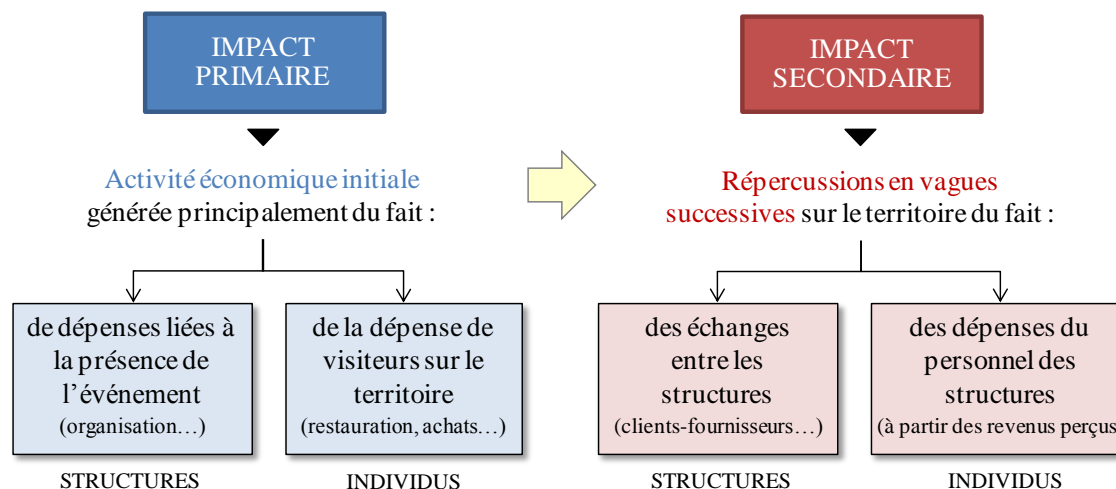 IMPACT
PRIMAIRE
Activité économique initiale
générée principalement du fait :
de dépenses liées à
la présence de
l'événement
(organisation…)
STRUCTURES
de la dépense de
visiteurs sur le
territoire
(restauration, achats…)
INDIVIDUS
IMPACT
SECONDAIRE
Répercussions en vagues
successives sur le territoire du fait :
des échanges
entre les
structures
(clients-fournisseurs…)
STRUCTURES
des dépenses du
personnel des
structures
(à partir des revenus perçus
INDIVIDUS